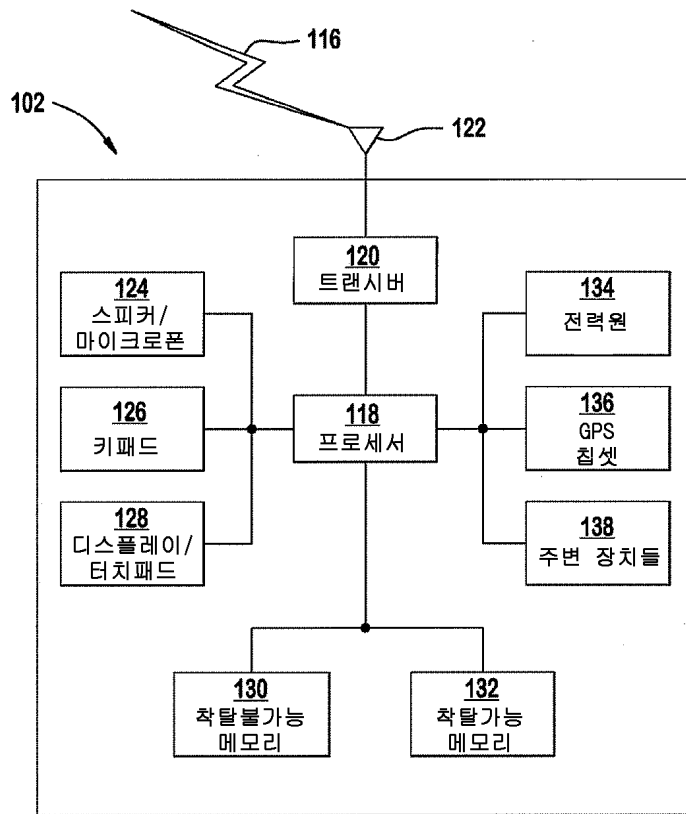 116
102
122
120
트랜시버
124
스피커/
마이크로폰
134
전력원
126
키패드
118
프로세서
136
GPS
칩셋
128
디스플레이/
터치패드
138
주변 장치들
130
착탈불가능
메모리
132
착탈가능
메모리